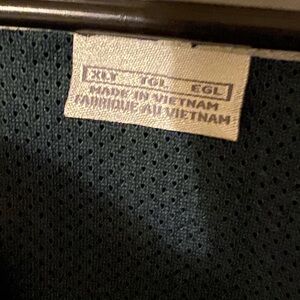 XLT TGL EGL
MADE IN VIETNAM
FABRIQUE AU VIETNAM